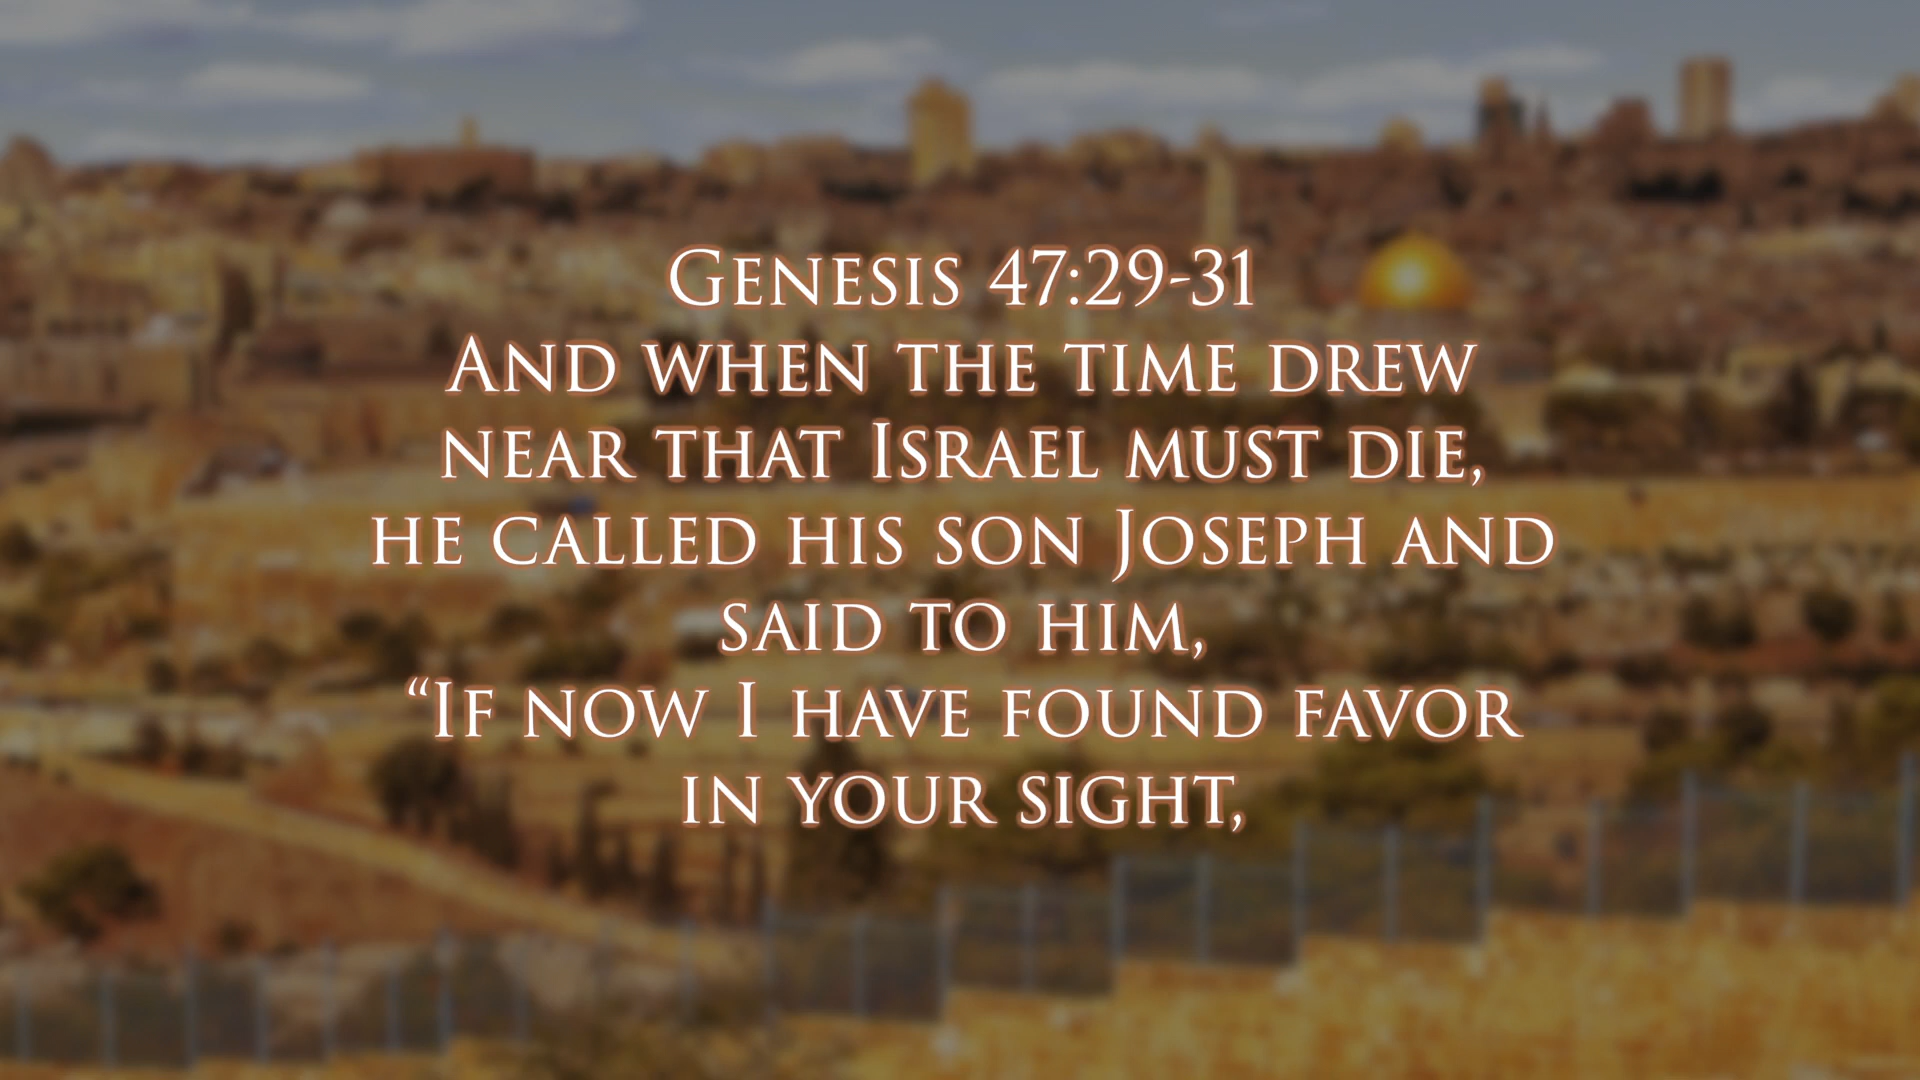 Genesis 47:29-31
And when the time drew
near that Israel must die,
he called his son Joseph and
said to him,
“If now I have found favor
in your sight,